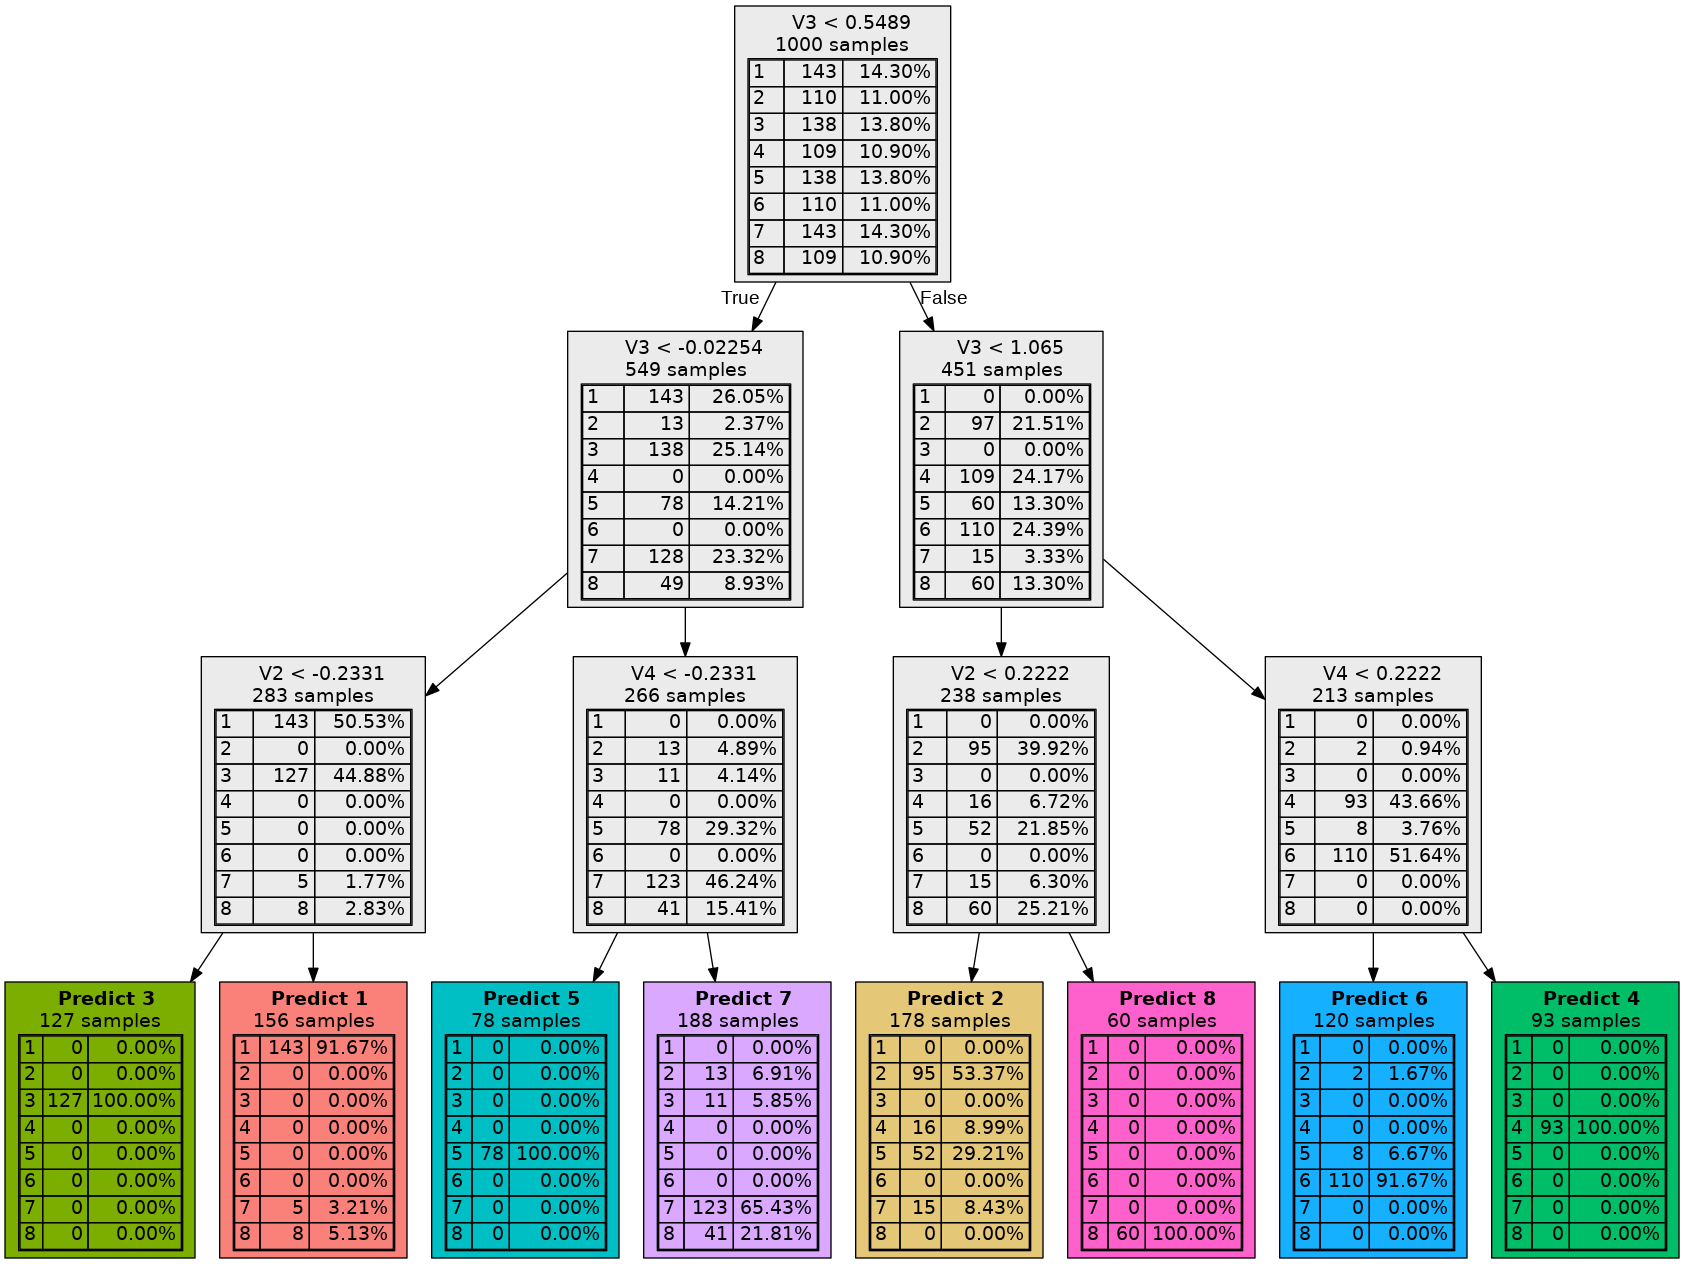 V3 < 0.5489
1000 samples
1 143 14.30%
2 110 11.00%
3 138 13.80%
4 109 10.90%
5 138 13.80%
6 110 11.00%
7 143 14.30%
8 109 10.90%
True
False
V3 < -0.02254
549 samples
1 143 26.05%
2 13 2.37%
3 138 25.14%
4 0 0.00%
5 78 14.21%
6 0 0.00%
7 128 23.32%
8 49 8.93%
V3 < 1.065
451 samples
1 0 0.00%
2 97 21.51%
3 0 0.00%
4 109 24.17%
5 60 13.30%
6 110 24.39%
7 15 3.33%
8 60 13.30%
V2 < -0.2331
283 samples
1 143 50.53%
2 0 0.00%
3 127 44.88%
4 0 0.00%
5 0 0.00%
6 0 0.00%
7 5 1.77%
8 8 2.83%
V4 < -0.2331
266 samples
1 0 0.00%
2 13 4.89%
3 11 4.14%
4 0 0.00%
5 78 29.32%
6 0 0.00%
7 123 46.24%
8 41 15.41%
V2 < 0.2222
238 samples
1 0 0.00%
2 95 39.92%
3 0 0.00%
4 16 6.72%
5 52 21.85%
6 0 0.00%
7 15 6.30%
8 60 25.21%
V4 < 0.2222
213 samples
1 0 0.00%
2 2 0.94%
3 0 0.00%
4 93 43.66%
5 8 3.76%
6 110 51.64%
7 0 0.00%
8 0 0.00%
Predict 3
127 samples
1 0 0.00%
2 0 0.00%
3 127 100.00%
4 0 0.00%
5 0 0.00%
6 0 0.00%
7 0 0.00%
8 0 0.00%
Predict 1
156 samples
1 143 91.67%
2 0 0.00%
3 0 0.00%
4 0 0.00%
5 0 0.00%
6 0 0.00%
7 5 3.21%
8 8 5.13%
Predict 5
78 samples
1 0 0.00%
2 0 0.00%
3 0 0.00%
4 0 0.00%
5 78 100.00%
6 0 0.00%
7 0 0.00%
8 0 0.00%
Predict 7
188 samples
1 0 0.00%
2 13 6.91%
3 11 5.85%
4 0 0.00%
5 0 0.00%
6 0 0.00%
7 123 65.43%
8 41 21.81%
Predict 2
178 samples
1 0 0.00%
2 95 53.37%
3 0 0.00%
4 16 8.99%
5 52 29.21%
6 0 0.00%
7 15 8.43%
8 0 0.00%
Predict 8
60 samples
1 0 0.00%
2 0 0.00%
3 0 0.00%
4 0 0.00%
5 0 0.00%
6 0 0.00%
7 0 0.00%
8 60 100.00%
Predict 6
120 samples
1 0 0.00%
2 2 1.67%
3 0 0.00%
4 0 0.00%
5 8 6.67%
6 110 91.67%
7 0 0.00%
8 0 0.00%
Predict 4
93 samples
1 0 0.00%
2 0 0.00%
3 0 0.00%
4 93 100.00%
5 0 0.00%
6 0 0.00%
7 0 0.00%
8 0 0.00%